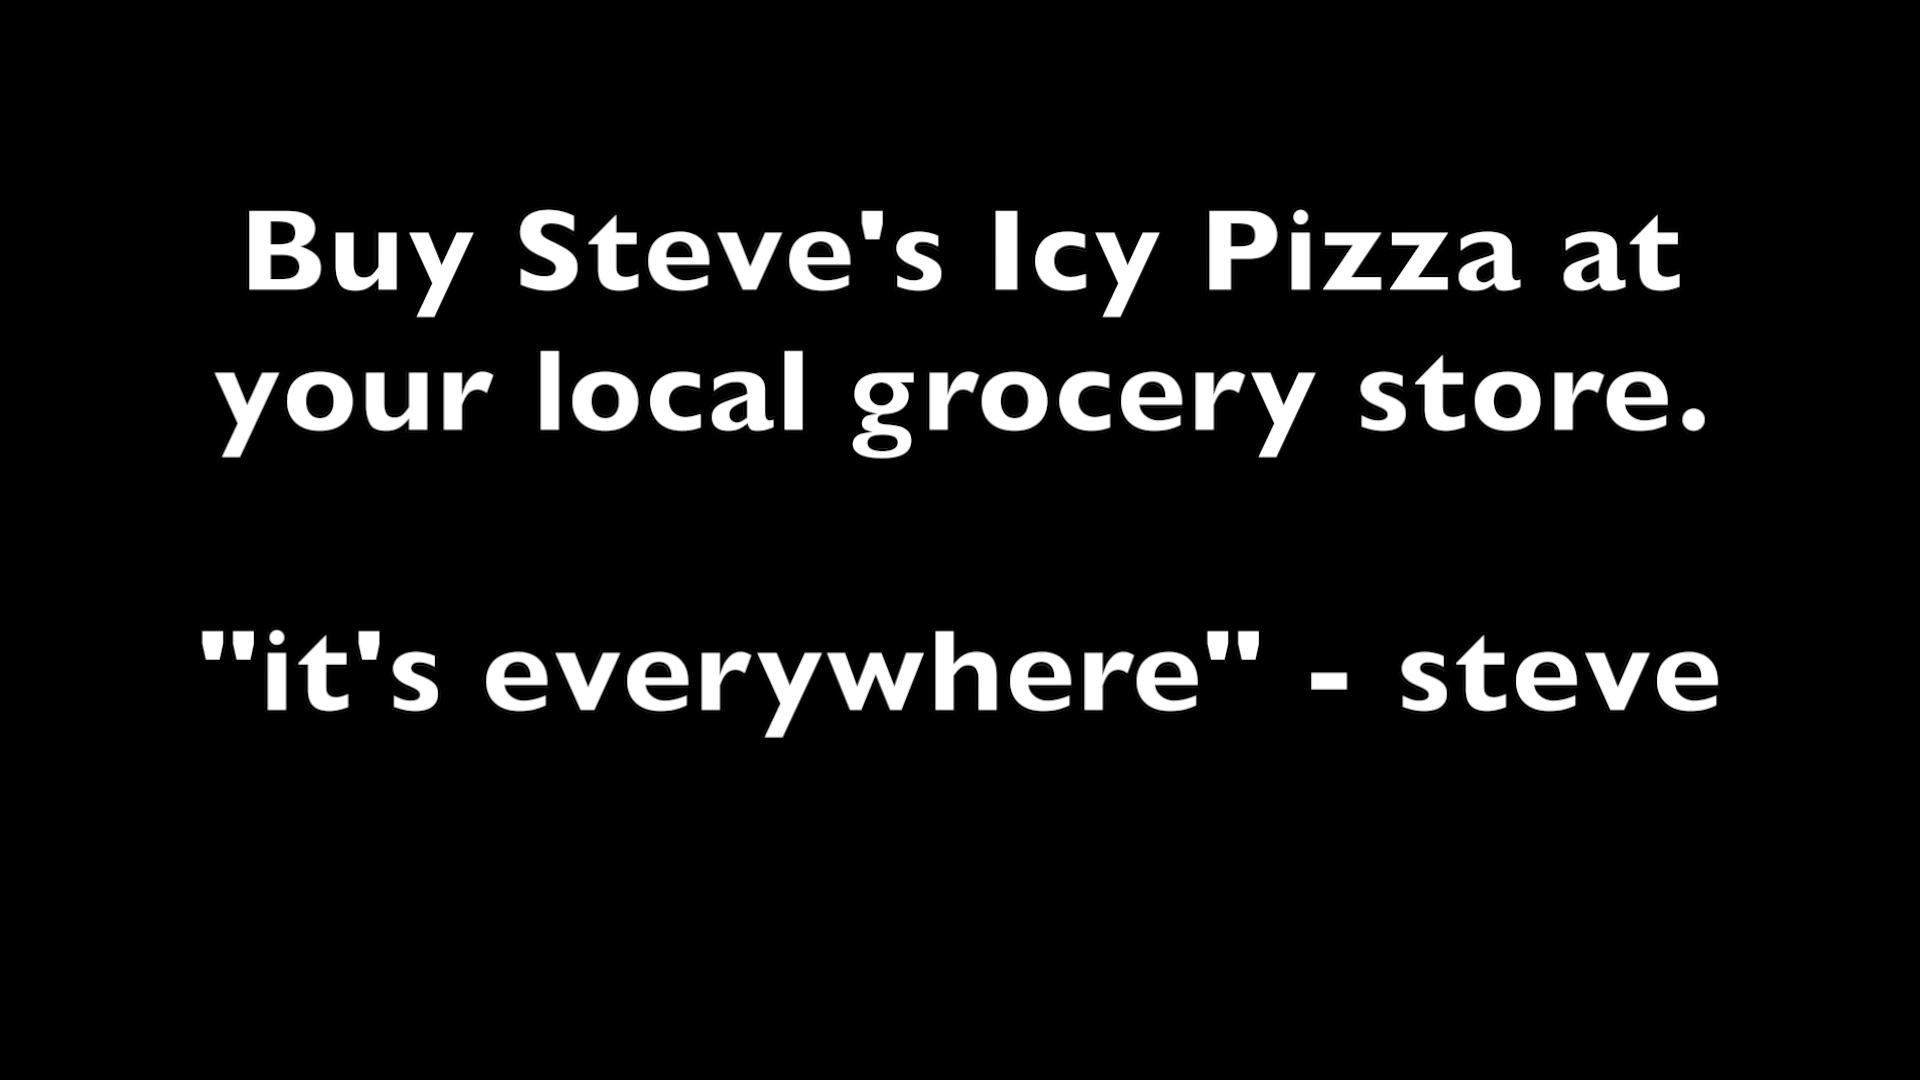 Buy Steve's Icy Pizza at
your local grocery store.
"it's everywhere" - steve